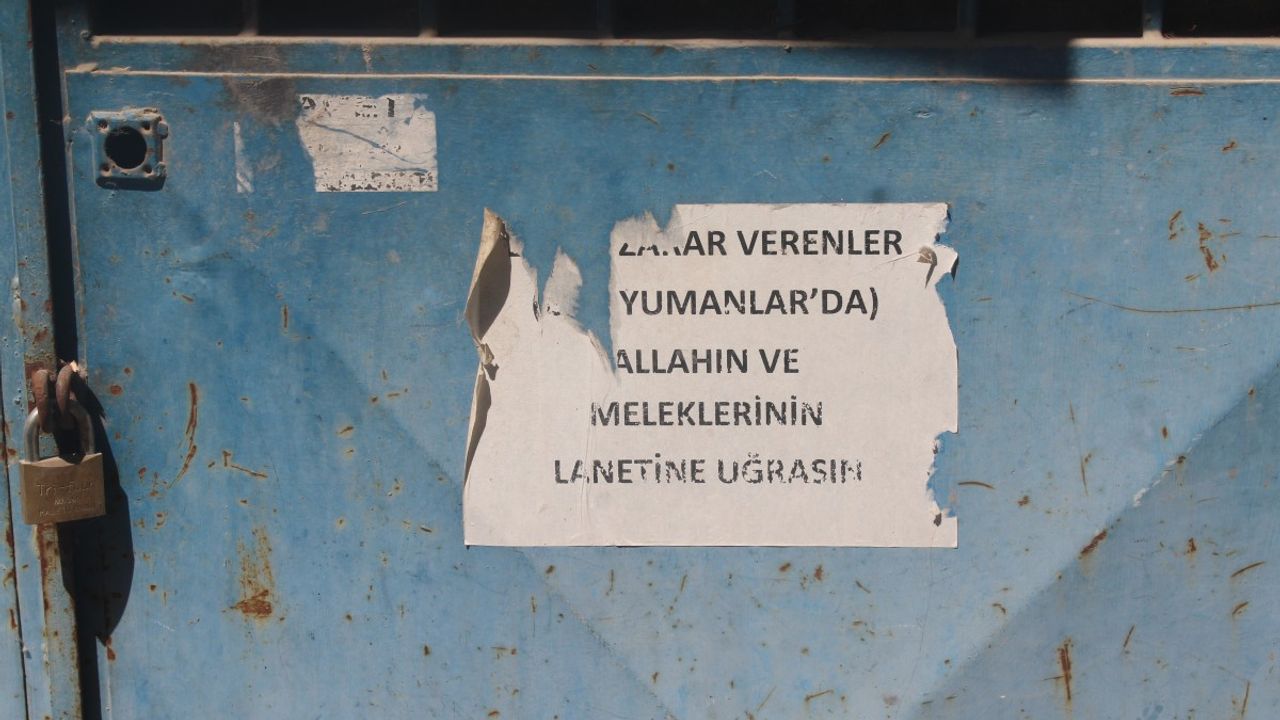 ZARAR VERENLER
YUMANLAR'DA)
ALLAHIN VE
MELEKLERİNİN
LANETİNE UĞRASIN